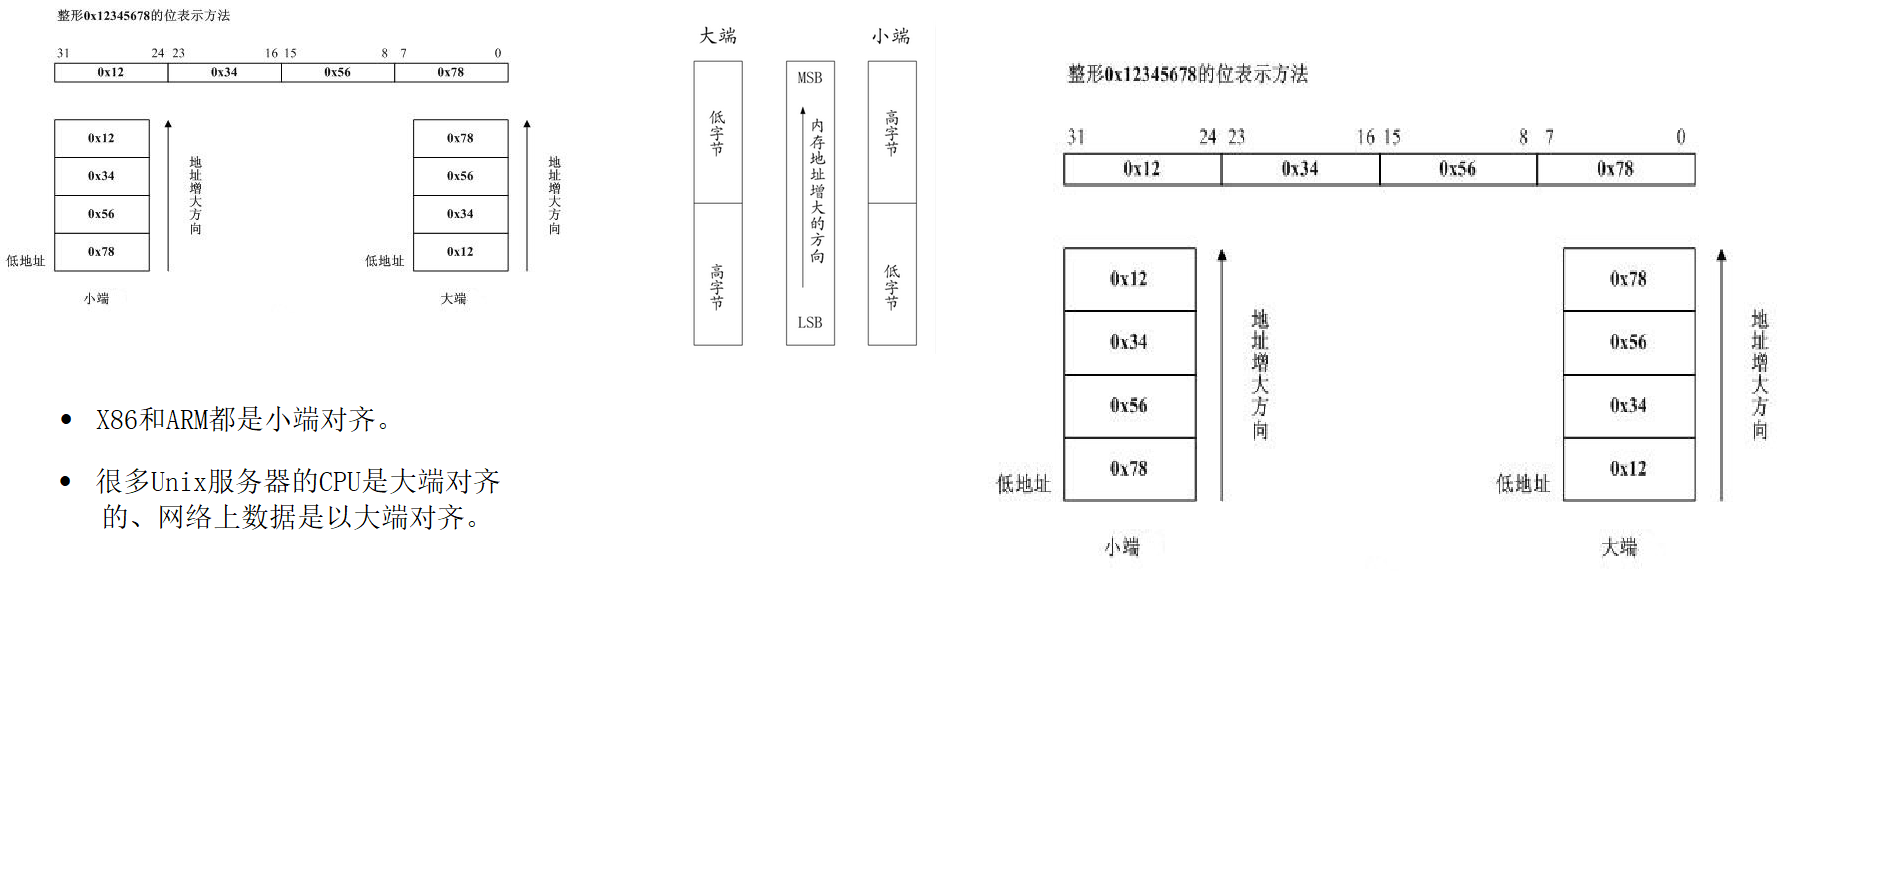 整形0x12345678的位表示方法
31 24 23 16 15 8 7 0
0x12 0x34 0x56 0x78
0x12
0x34
0x56
0x78
低地址
地址增大方向
小端
0x78
0x56
0x34
0x12
低地址
地址增大方向
大端
大端
小端
低字节
高字节
MSB
内存地址增大的方向
LSB
高字节
低字节
• X86和ARM都是小端对齐。
• 很多Unix服务器的CPU是大端对齐
的、网络上数据是以大端对齐。
整形0x12345678的位表示方法
31 24 23 16 15 8 7 0
0x12 0x34 0x56 0x78
0x12
0x34
0x56
0x78
低地址
地址增大方向
小端
0x78
0x56
0x34
0x12
低地址
地址增大方向
大端